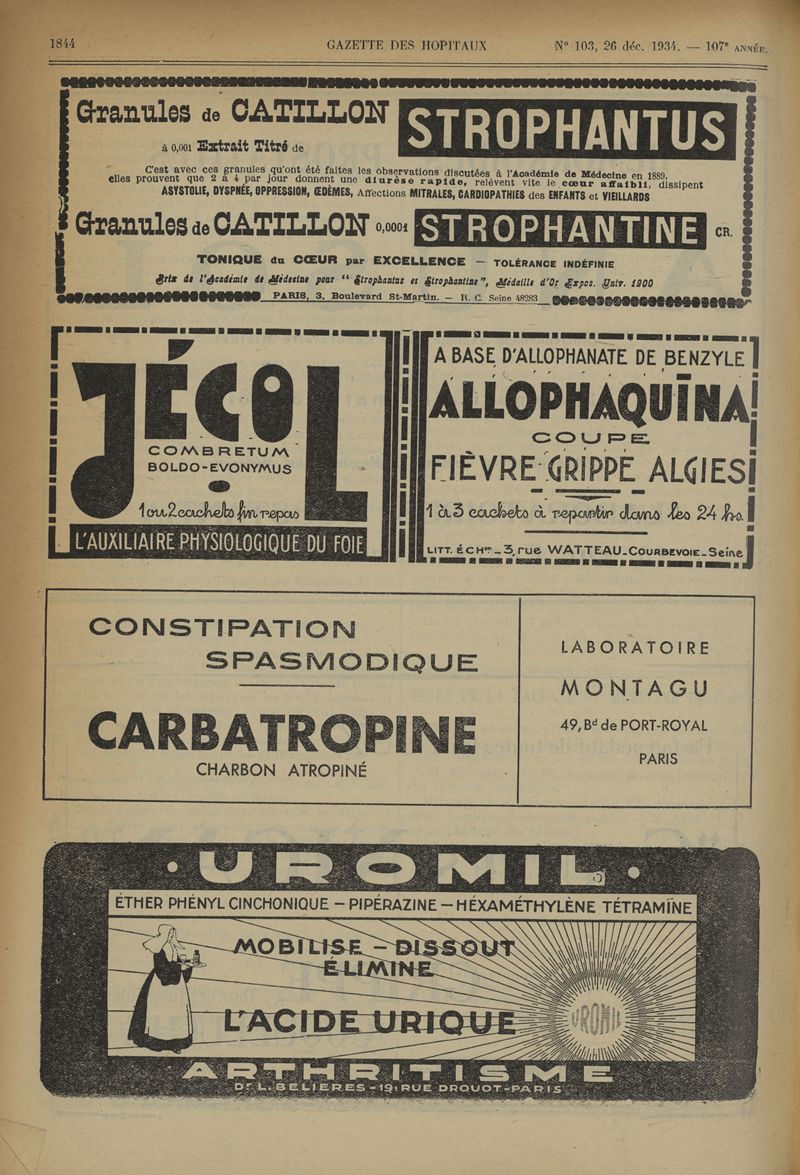 1844
GAZETTE DES HOPITAUX
N° 103, 26 déc. 1934. — 107e ANNÉE.
Granules de CATILLON
à 0,001 Extrait Titré de
STROPHANTUS
C'est avec ces granules qu'ont été faites les observations discutées à l'Académie de Médecine en 1889.
elles prouvent que 2 à 4 par jour donnent une diurèse rapide, relèvent vite le cœur affaibli, dissipent
ASYSTOLIE, DYSPNÉE, OPPRESSION, ŒDÈMES, Affections MITRALES, CARDIOPATHIES des ENFANTS et VIEILLARDS
Granules de CATILLON 0,0001 STROPHANTINE CR.
TONIQUE du CŒUR par EXCELLENCE — TOLÉRANCE INDÉFINIE
Prix de l'Académie de Médecine pour "Strophantus et Strophantine", Médaille d'Or Expos. Univ. 1900
PARIS, 3, Boulevard St-Martin. — R. C. Seine 48283
JÉCOL
COMBRETUM
BOLDO-EVONYMUS
1 ou 2 cachets fin repas
L'AUXILIAIRE PHYSIOLOGIQUE DU FOIE
A BASE D'ALLOPHANATE DE BENZYLE
ALLOPHAQUĪNA
COUPE
FIÈVRE GRIPPE ALGIES
1 à 3 cachets à repartir dans les 24 hs.
LITT. ÉCHons _ 3, rue WATTEAU_COURBEVOIE_Seine
CONSTIPATION
SPASMODIQUE
CARBATROPINE
CHARBON ATROPINÉ
LABORATOIRE
MONTAGU
49, Bd de PORT-ROYAL
PARIS
• UROMIL •
ÉTHER PHÉNYL CINCHONIQUE — PIPÉRAZINE — HÉXAMÉTHYLÈNE TÉTRAMÏNE
MOBILISE — DISSOUT
ÉLIMINE
L'ACIDE URIQUE
UROMIL
ARTHRITISME
Dr L. BELIERES - 19, RUE DROUOT - PARIS